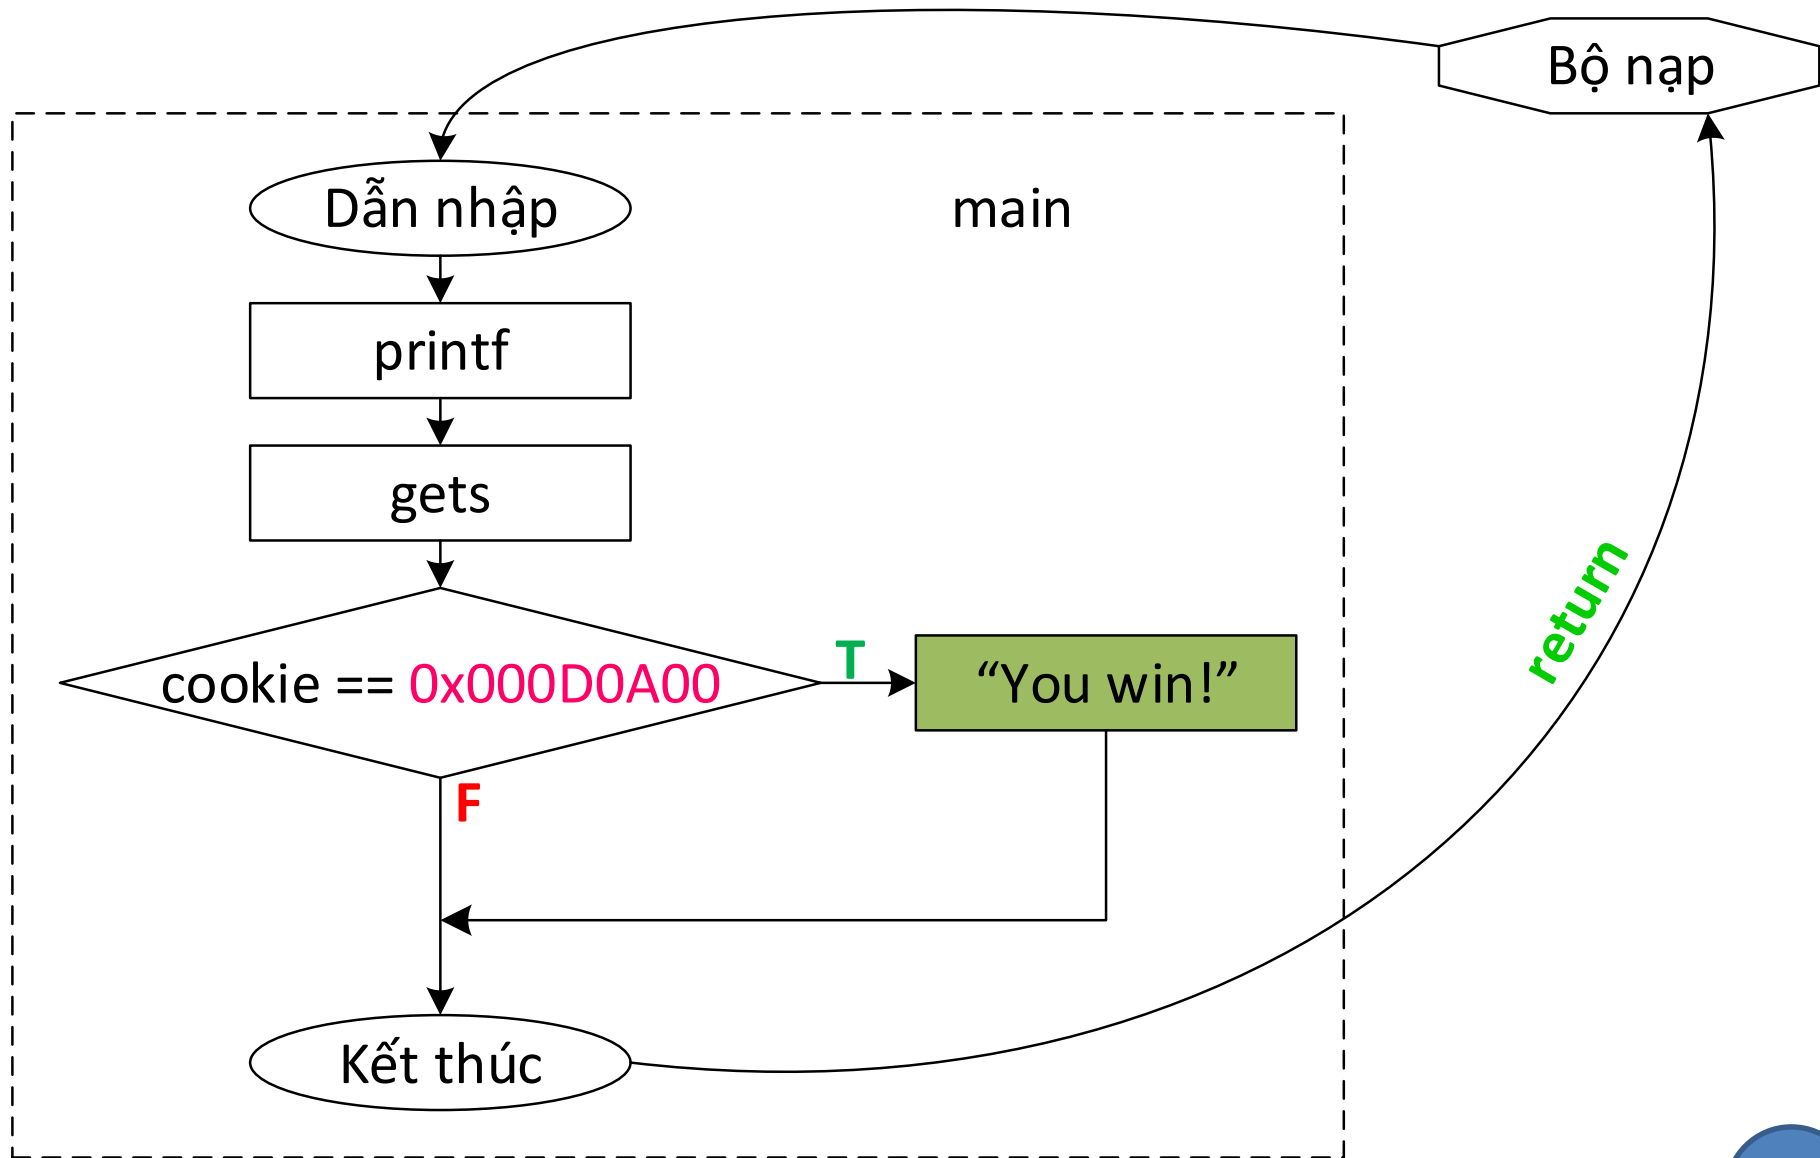 Bộ nạp
Dẫn nhập
main
printf
gets
cookie == 0x000D0A00
T
“You win!”
return
F
Kết thúc